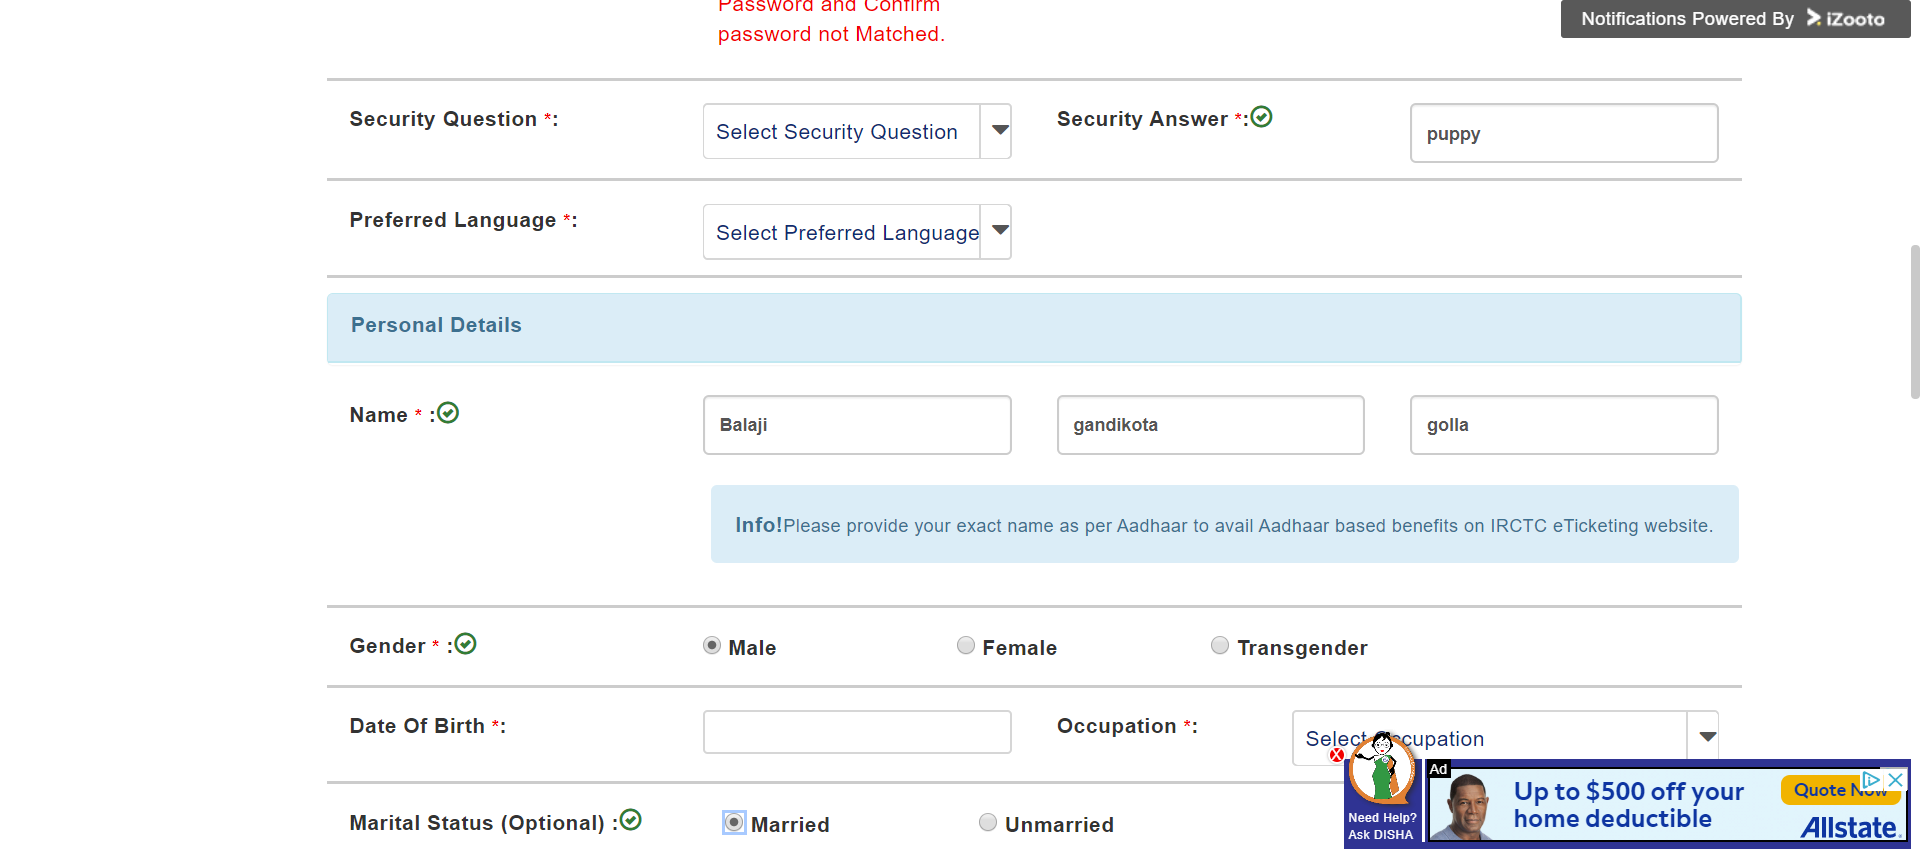 Password and Confirm
password not Matched.
Notifications Powered By iZooto
Security Question *:
Select Security Question
Security Answer *:
puppy
Preferred Language *:
Select Preferred Language
Personal Details
Name * :
Balaji
gandikota
golla
Info!Please provide your exact name as per Aadhaar to avail Aadhaar based benefits on IRCTC eTicketing website.
Gender * :
Male
Female
Transgender
Date Of Birth *:
Occupation *:
Select cupation
Marital Status (Optional) :
Married
Unmarried
X
Need Help?
Ask DISHA
Ad
Up to $500 off your
home deductible
Quote Now
Allstate.